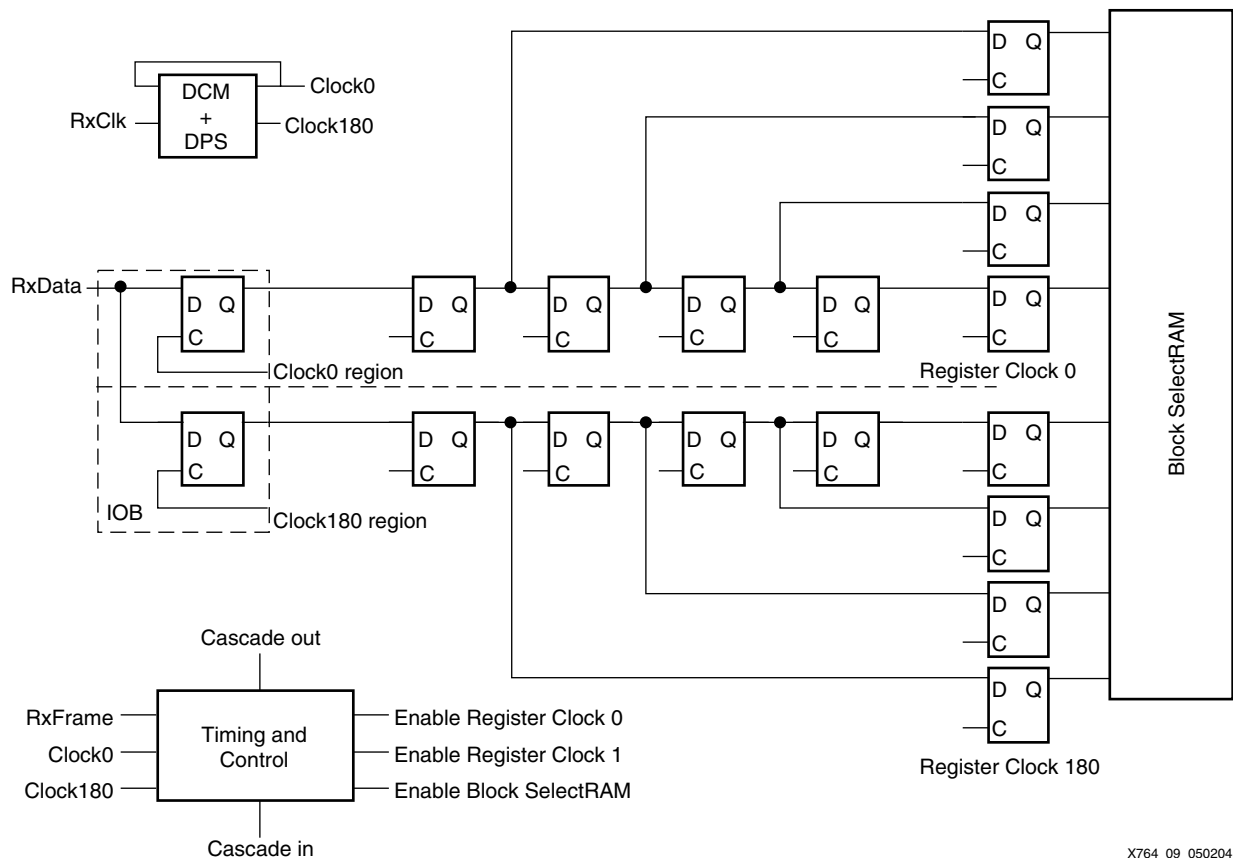 D Q
C
D Q
C
D Q
C
DCM
+
DPS
RxClk
Clock0
Clock180
RxData
D Q
C
D Q
C
D Q
C
D Q
C
D Q
C
D Q
C
Clock0 region
Register Clock 0
D Q
C
D Q
C
D Q
C
D Q
C
D Q
C
D Q
C
IOB
Clock180 region
D Q
C
D Q
C
D Q
C
Register Clock 180
Block SelectRAM
Cascade out
RxFrame
Clock0
Clock180
Timing and
Control
Enable Register Clock 0
Enable Register Clock 1
Enable Block SelectRAM
Cascade in
X764_09_050204